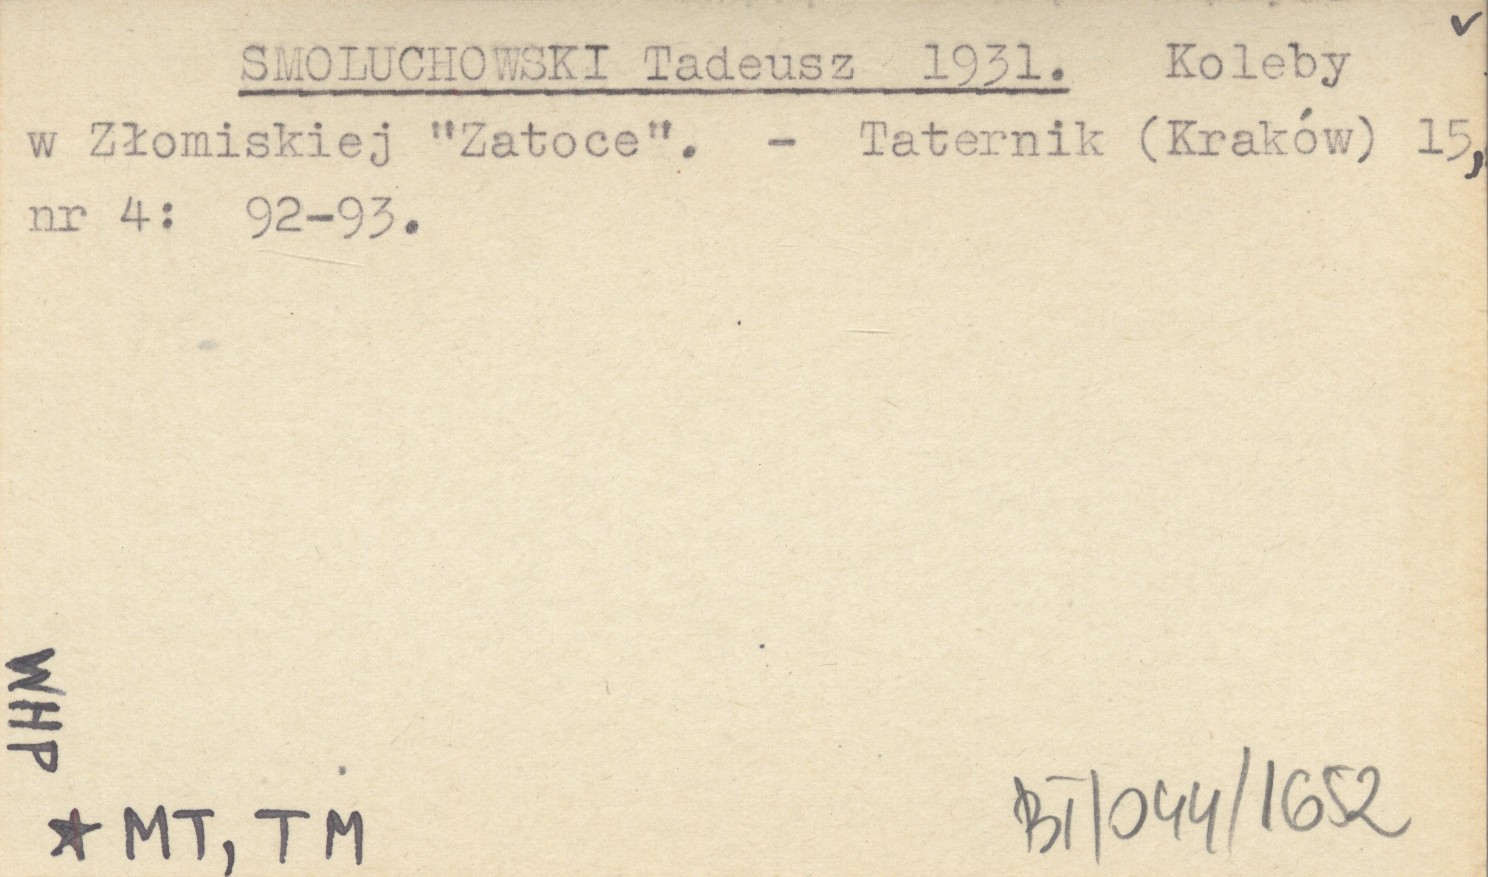 SMOLUCHOWSKI Tadeusz 1931. Koleby
w Złomiskiej "Zatoce". - Taternik (Kraków) 15,
nr 4: 92-93.
WHP
★ MT, TM
BT/044/1652